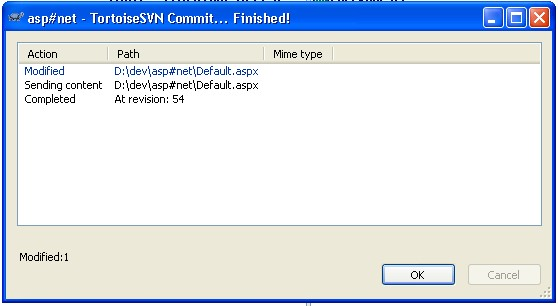 asp#net - TortoiseSVN Commit... Finished!
Action Path Mime type
Modified D:\dev\asp#net\Default.aspx
Sending content D:\dev\asp#net\Default.aspx
Completed At revision: 54
Modified:1
OK Cancel